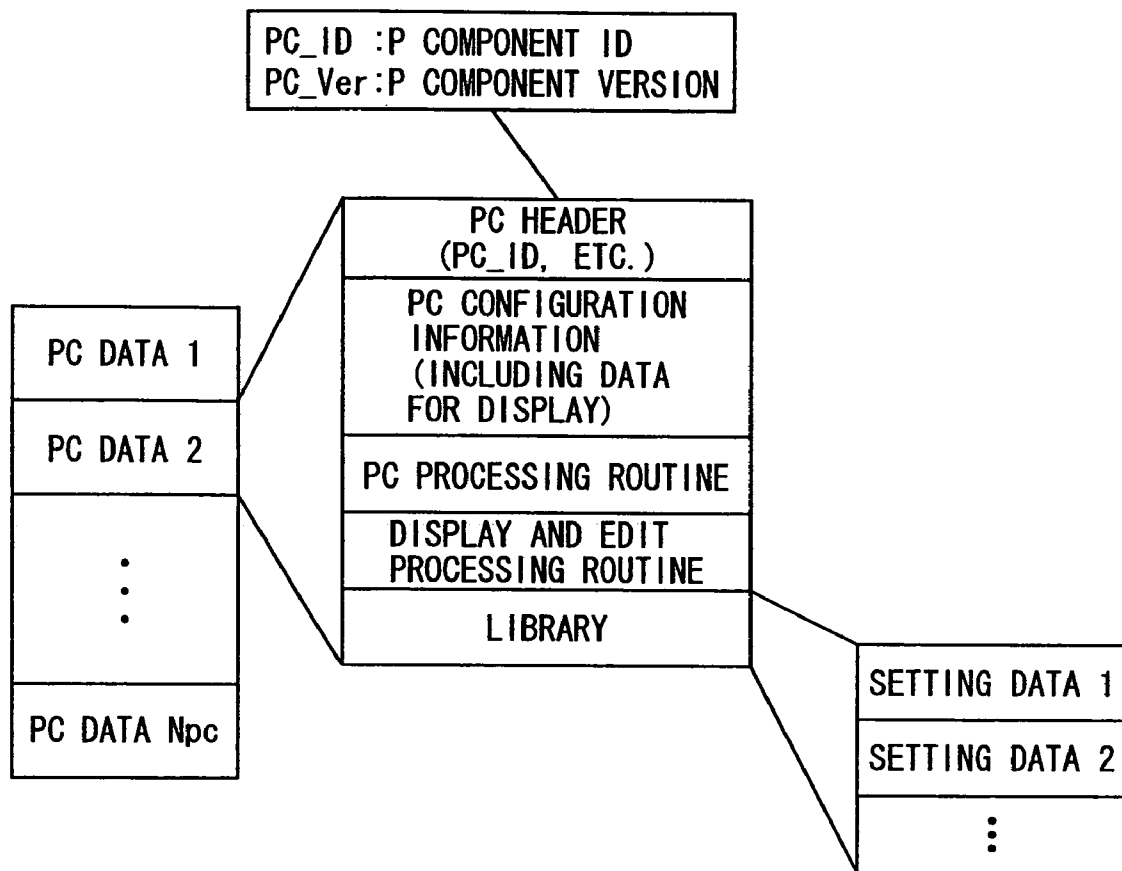 PC_ID :P COMPONENT ID
PC_Ver:P COMPONENT VERSION
PC HEADER
(PC_ID, ETC.)
PC CONFIGURATION
INFORMATION
(INCLUDING DATA
FOR DISPLAY)
PC PROCESSING ROUTINE
DISPLAY AND EDIT
PROCESSING ROUTINE
LIBRARY
PC DATA 1
PC DATA 2
PC DATA Npc
SETTING DATA 1
SETTING DATA 2